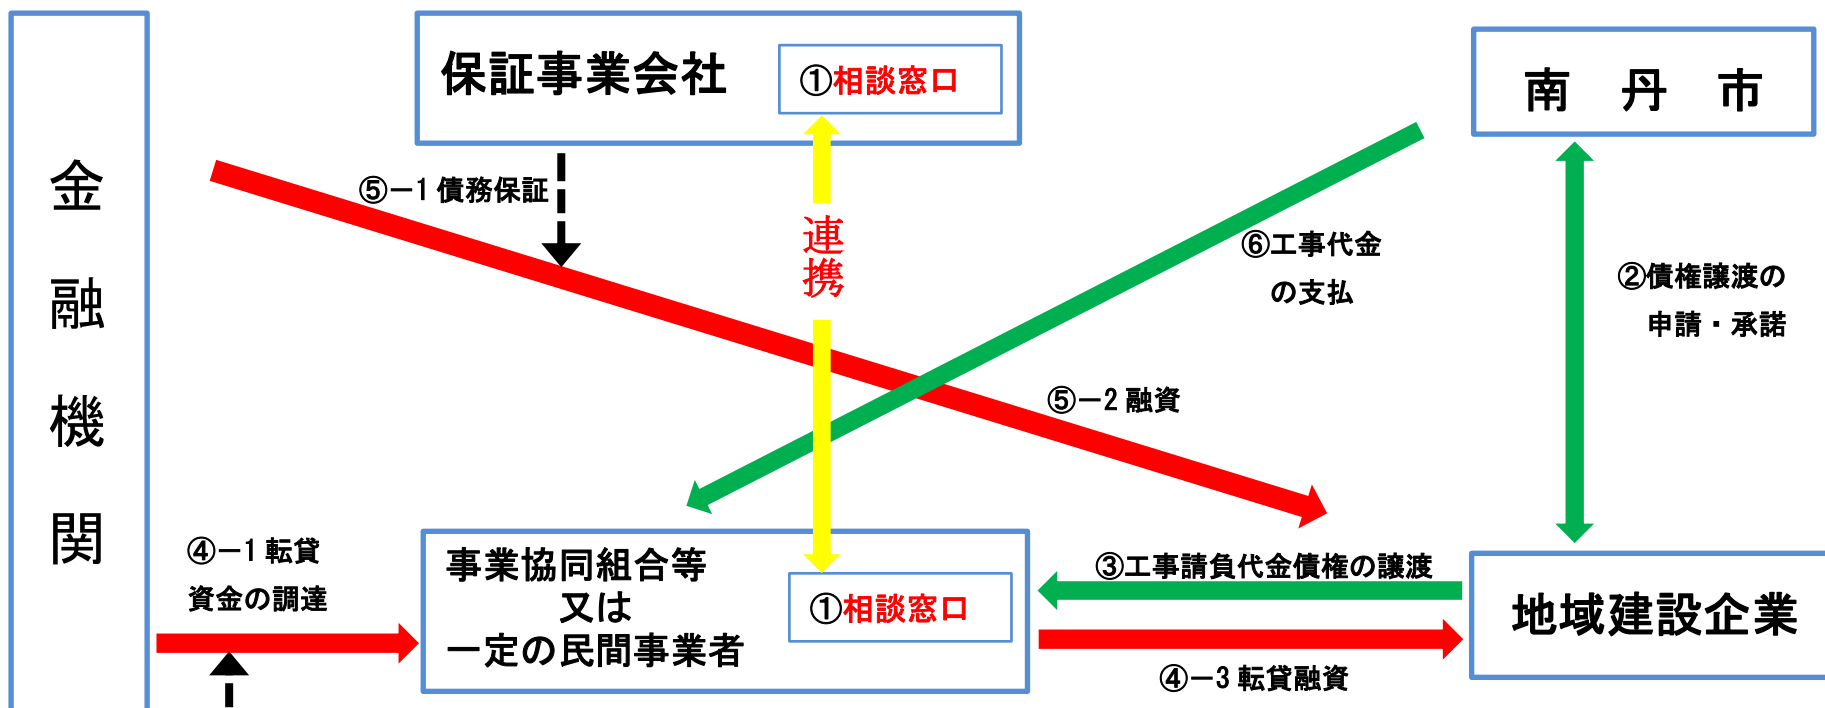 金融機関
保証事業会社
①相談窓口
南 丹 市
⑤－1 債務保証
連携
⑥工事代金
の支払
②債権譲渡の
申請・承諾
⑤－2 融資
④－1 転貸
資金の調達
事業協同組合等
又は
一定の民間事業者
①相談窓口
③工事請負代金債権の譲渡
地域建設企業
④－3 転貸融資